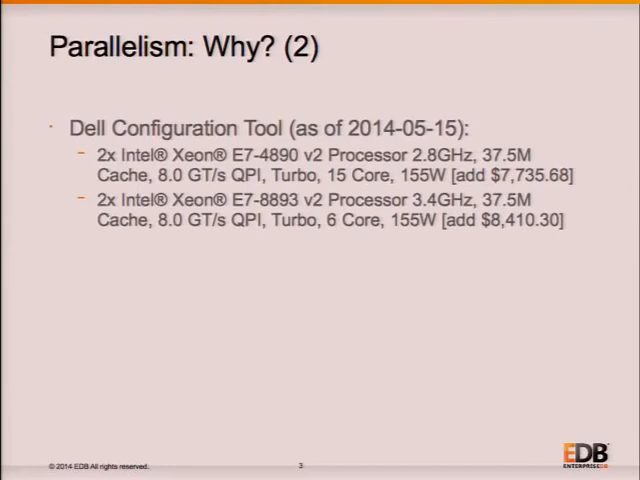 Parallelism: Why? (2)
Dell Configuration Tool (as of 2014-05-15):
2x Intel® Xeon® E7-4890 v2 Processor 2.8GHz, 37.5M
Cache, 8.0 GT/s QPI, Turbo, 15 Core, 155W [add $7,735.68]
2x Intel® Xeon® E7-8893 v2 Processor 3.4GHz, 37.5M
Cache, 8.0 GT/s QPI, Turbo, 6 Core, 155W [add $8,410.30]
© 2014 EDB All rights reserved.
3
EDB
ENTERPRISEDB